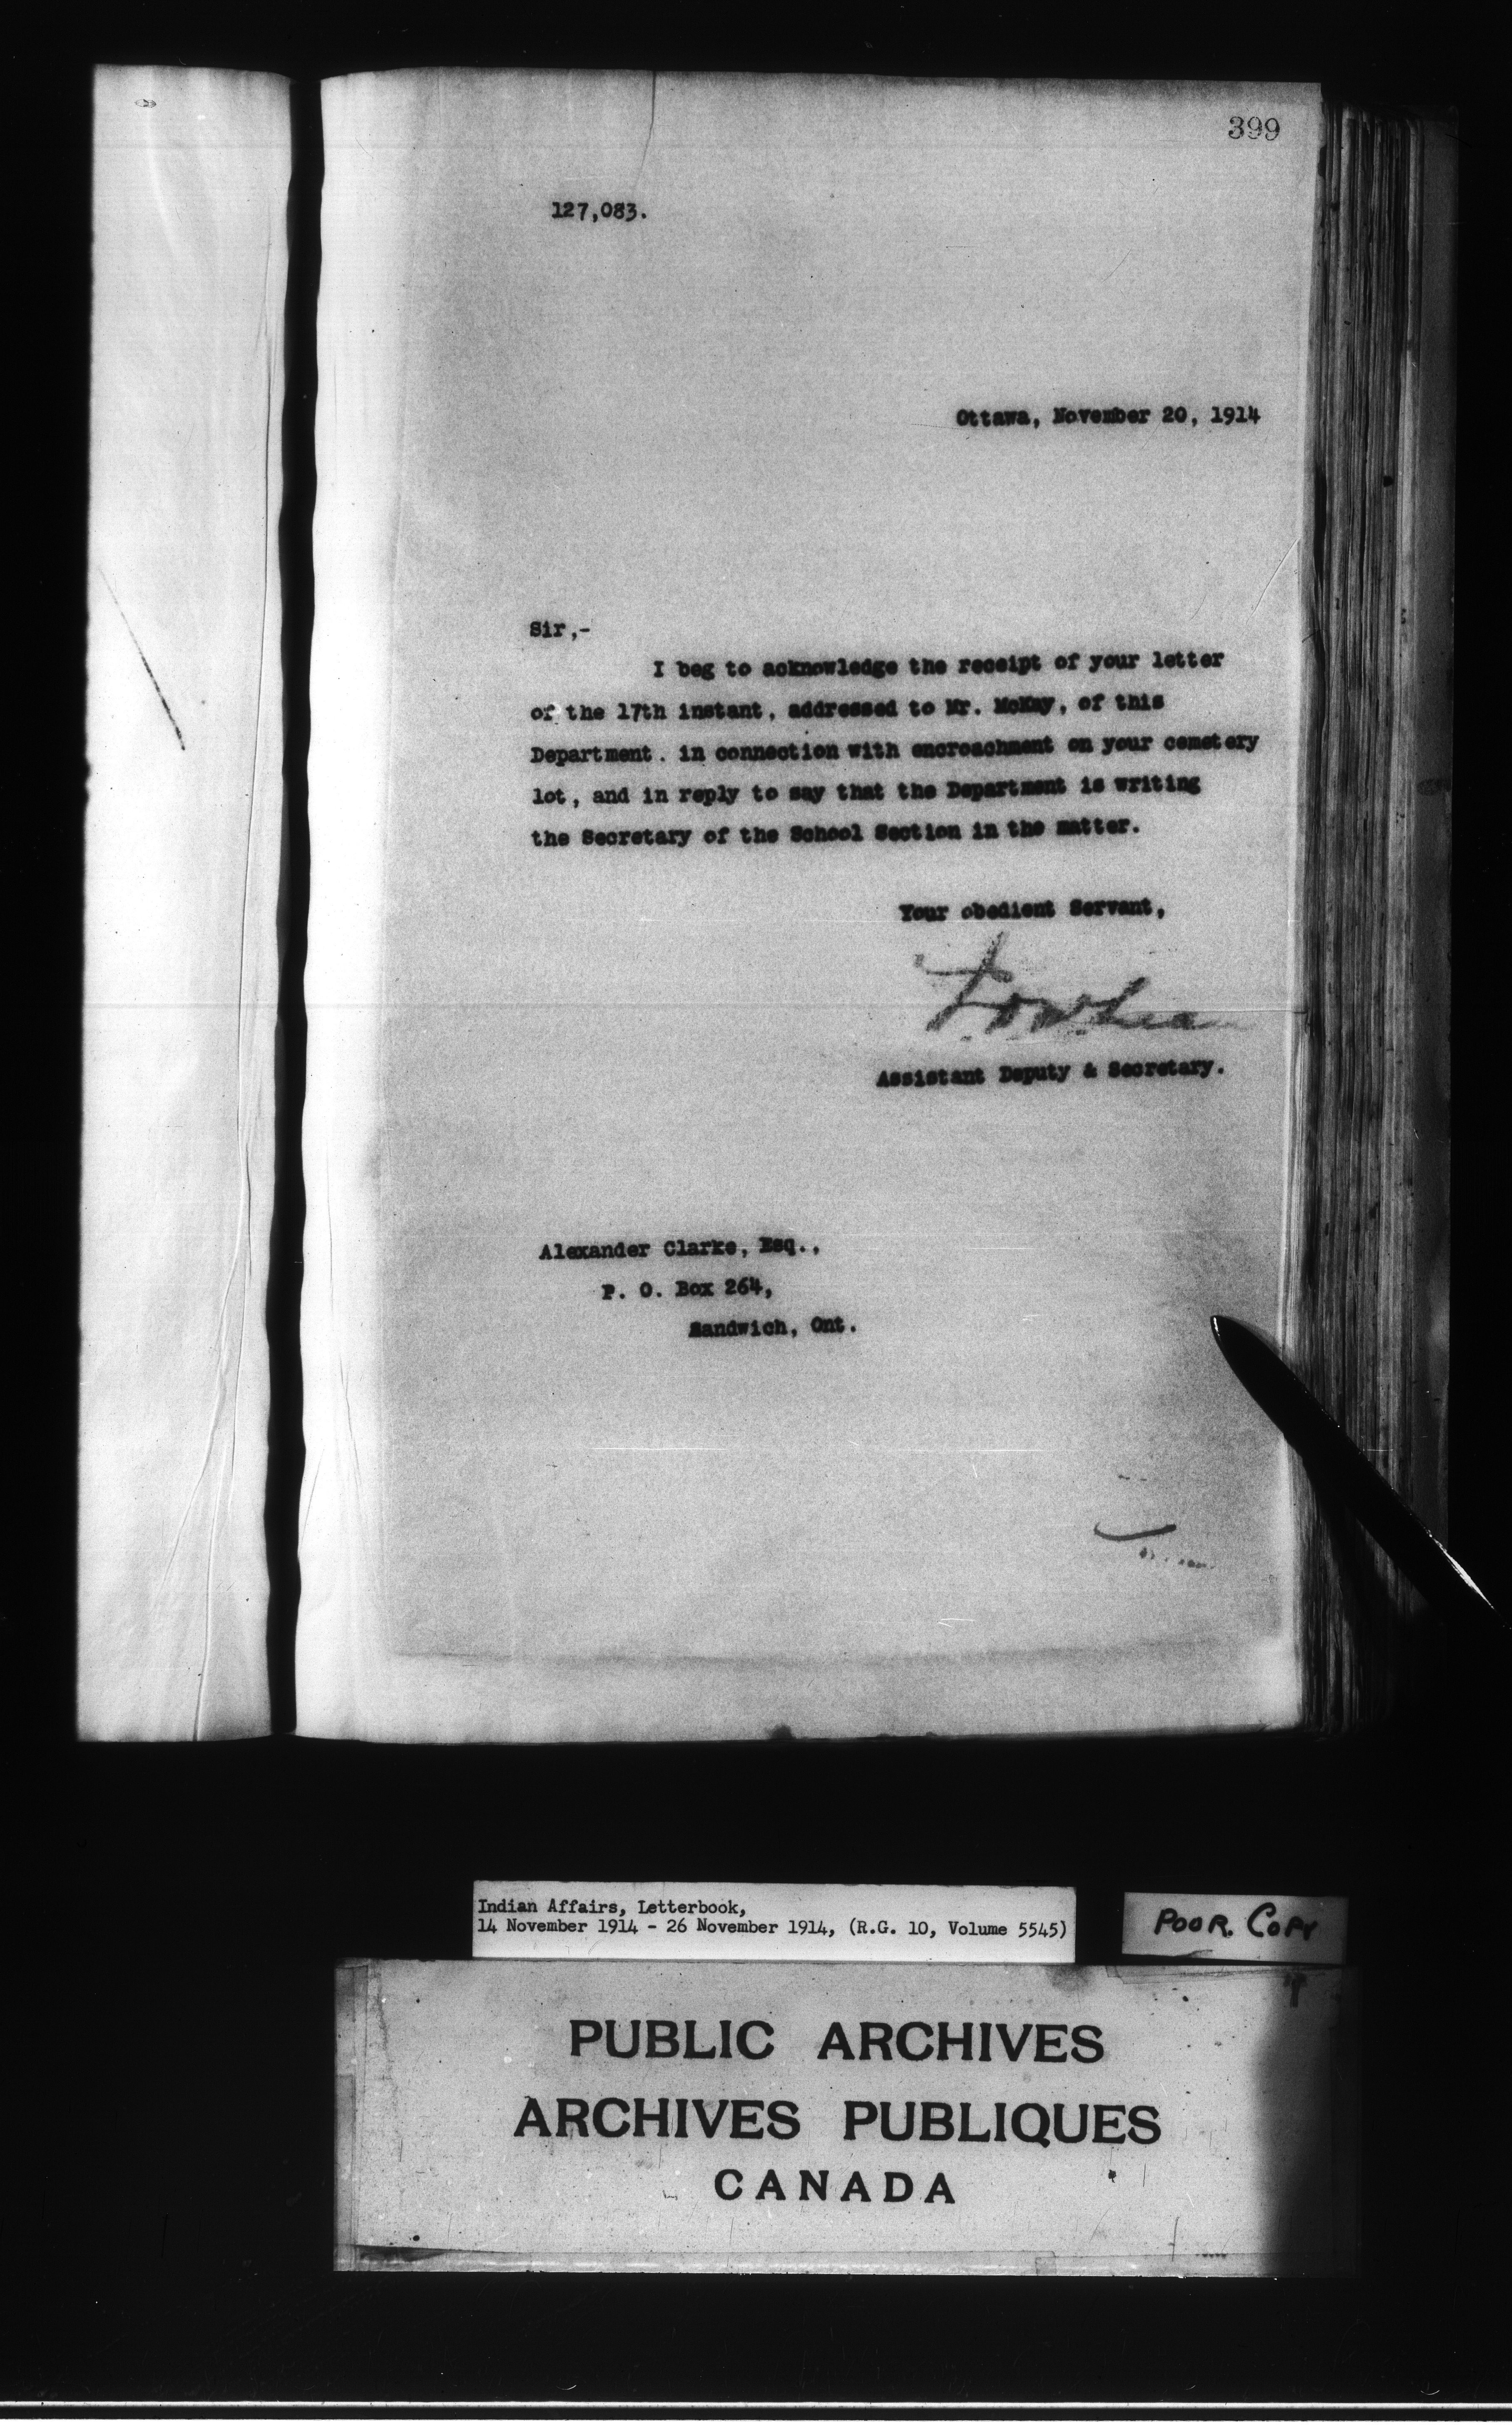 399
127,083.
Ottawa, November 20, 1914
Sir,-
I beg to acknowledge the receipt of your letter
of the 17th instant, addressed to Mr. McKay, of this
Department. in connection with encroachment on your cemetery
lot, and in reply to say that the Department is writing
the Secretary of the School Section in the matter.
Your obedient Servant,
Assistant Deputy & Secretary.
Alexander Clarke, Esq.,
P. O. Box 264,
Sandwich, Ont.
Indian Affairs, Letterbook,
14 November 1914 - 26 November 1914, (R.G. 10, Volume 5545)
POOR COPY
PUBLIC ARCHIVES
ARCHIVES PUBLIQUES
CANADA